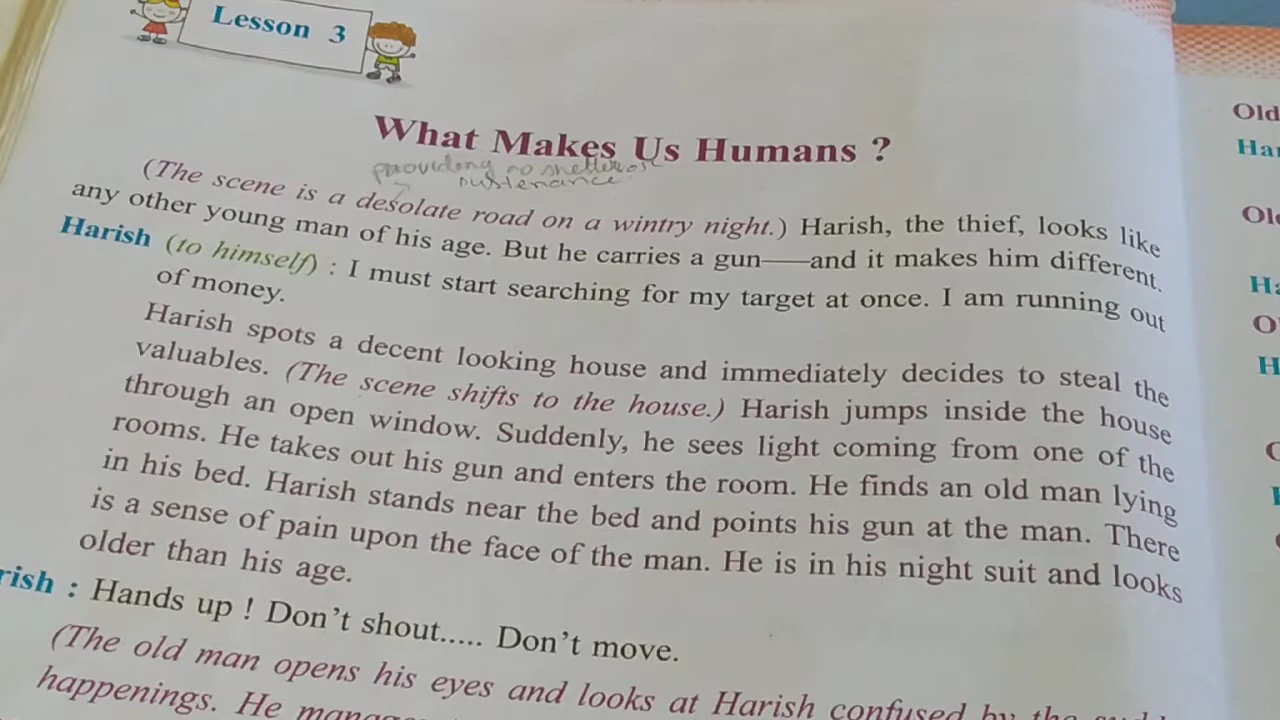 Lesson 3
What Makes Us Humans ?
providing no shelter or
sustenance
(The scene is a desolate road on a wintry night.) Harish, the thief, looks like
any other young man of his age. But he carries a gun——and it makes him different.
Harish (to himself) : I must start searching for my target at once. I am running out
of money.
Harish spots a decent looking house and immediately decides to steal the
valuables. (The scene shifts to the house.) Harish jumps inside the house
through an open window. Suddenly, he sees light coming from one of the
rooms. He takes out his gun and enters the room. He finds an old man lying
in his bed. Harish stands near the bed and points his gun at the man. There
is a sense of pain upon the face of the man. He is in his night suit and looks
older than his age.
rish : Hands up ! Don't shout..... Don't move.
(The old man opens his eyes and looks at Harish confused by the
happenings. He
Old
Har
Old
Ha
O
H